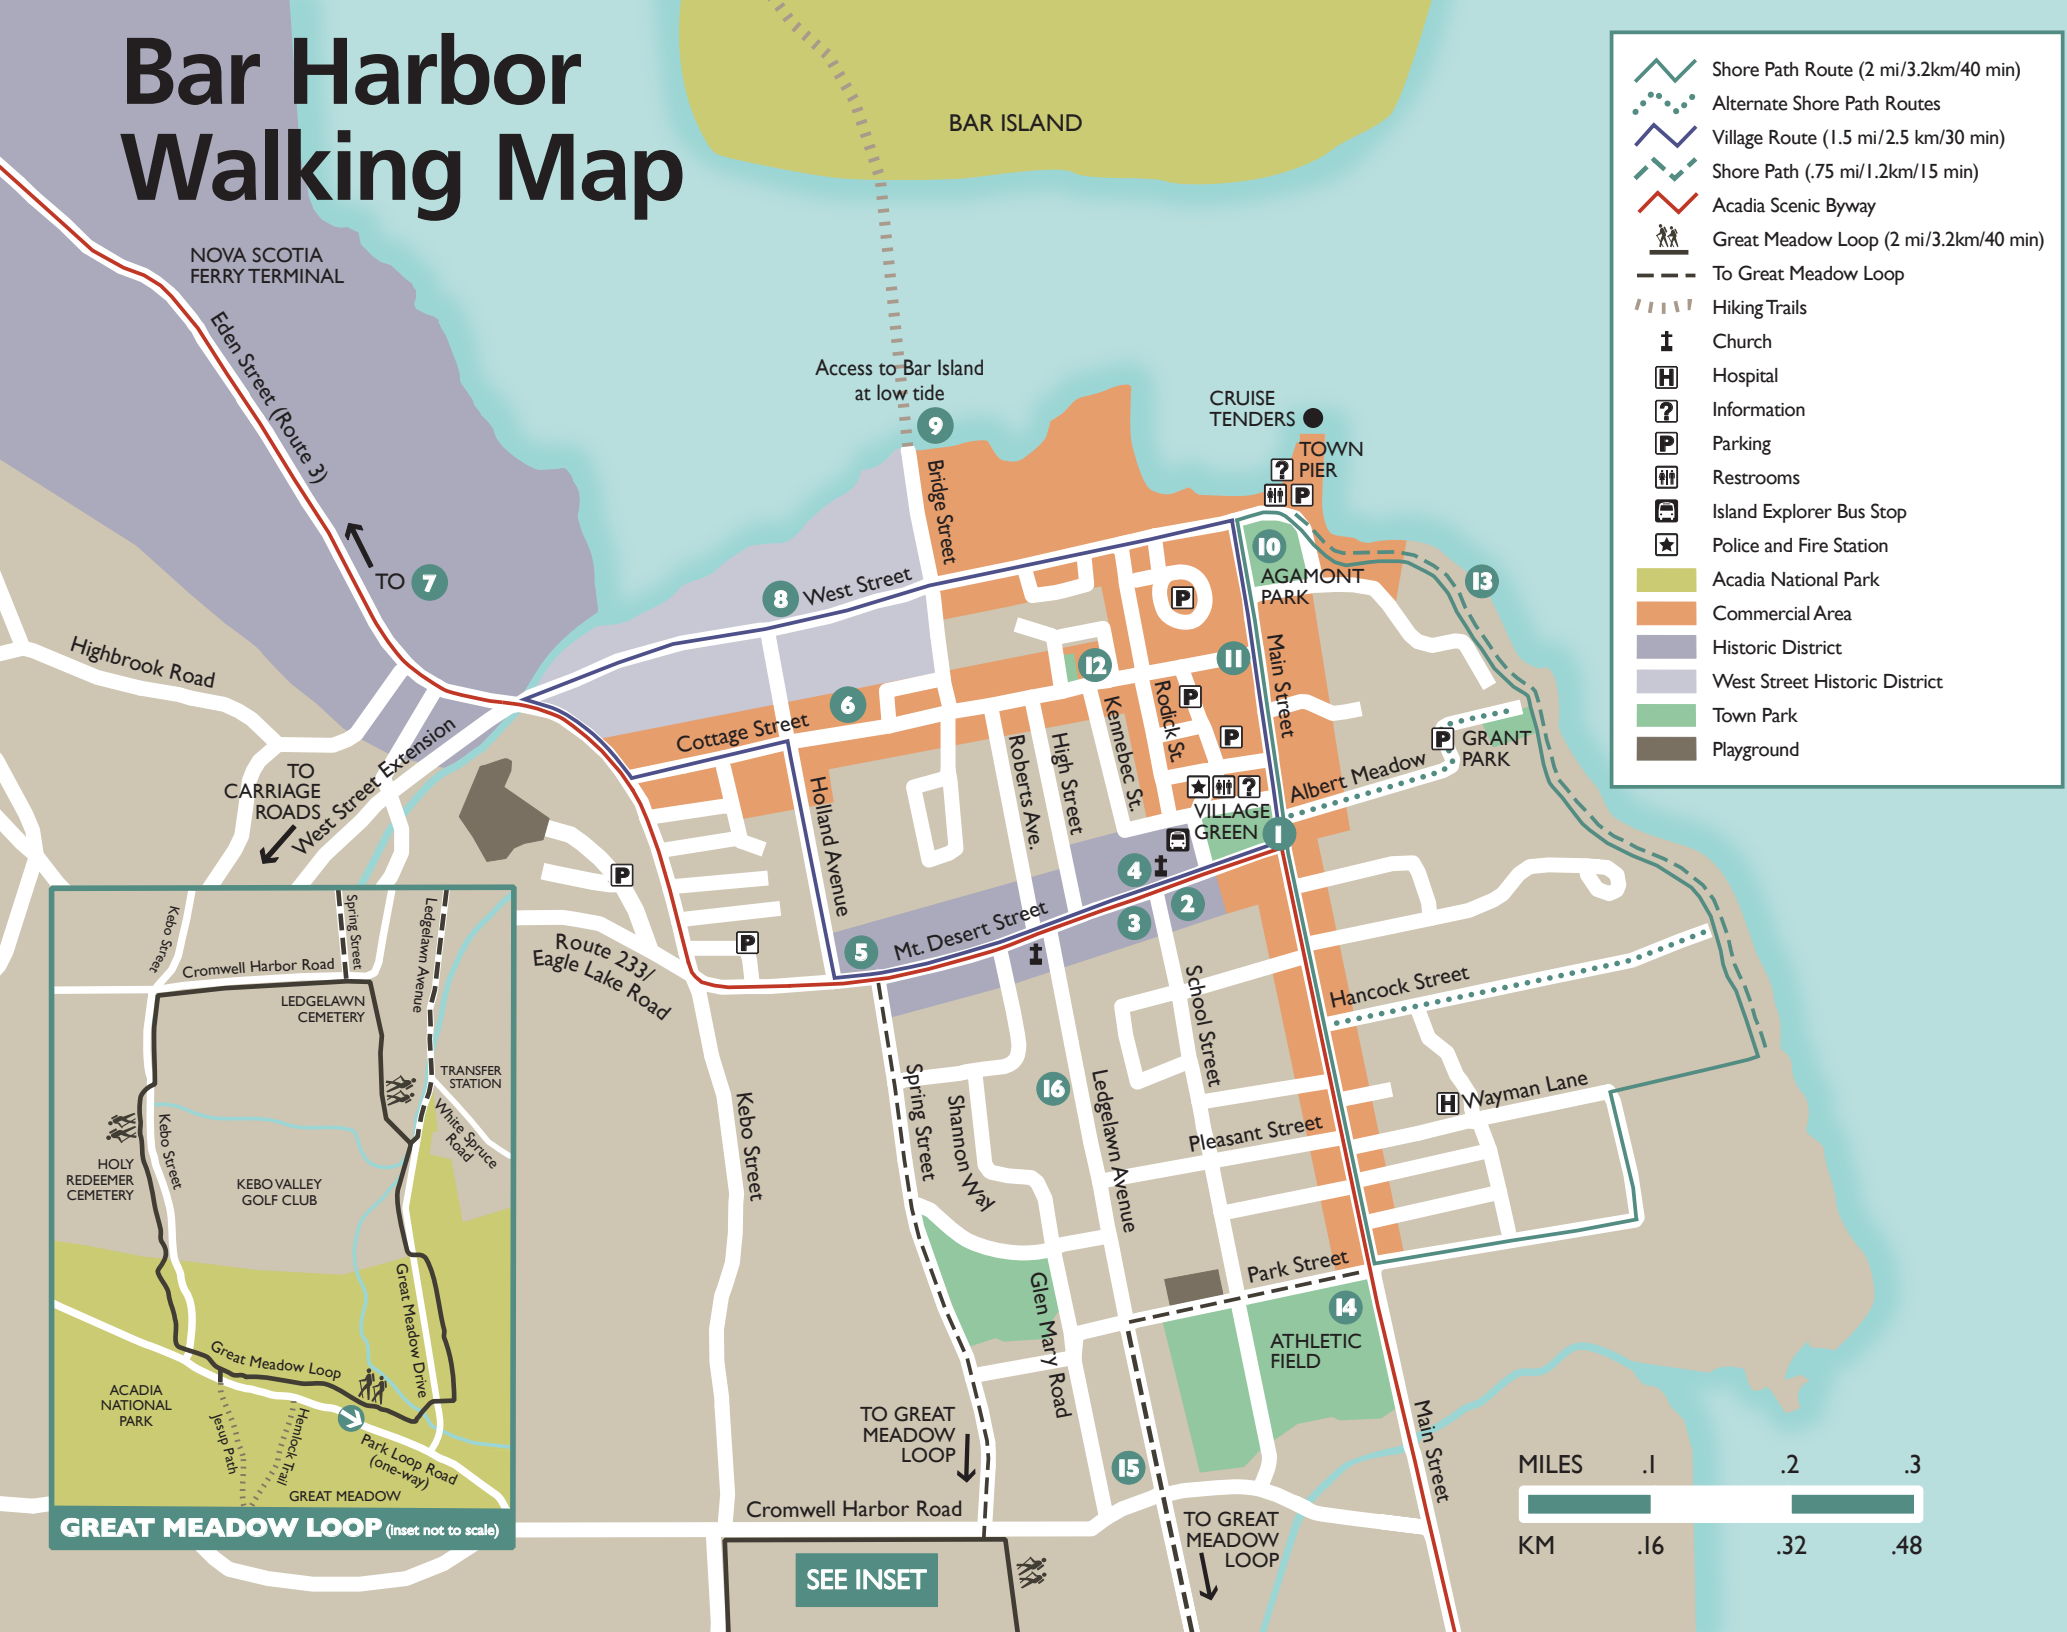 Bar Harbor
Walking Map
BAR ISLAND
NOVA SCOTIA
FERRY TERMINAL
Eden Street (Route 3)
TO 7
Highbrook Road
Access to Bar Island
at low tide
9
Bridge Street
CRUISE
TENDERS
TOWN
PIER
?
P
8
West Street
10
AGAMONT
PARK
13
P
11
Main Street
12
6
Cottage Street
Kennebec St.
Rodick St.
P
P
P
GRANT
PARK
Albert Meadow
Roberts Ave.
High Street
Holland Avenue
?
VILLAGE
GREEN
1
TO
CARRIAGE
ROADS
West Street Extension
P
4
2
3
5
Mt. Desert Street
P
Route 233/
Eagle Lake Road
Hancock Street
School Street
H
Wayman Lane
Pleasant Street
16
Spring Street
Shannon Way
Ledgelawn Avenue
Kebo Street
Park Street
14
ATHLETIC
FIELD
Glen Mary Road
TO GREAT
MEADOW
LOOP
15
Main Street
Cromwell Harbor Road
TO GREAT
MEADOW
LOOP
SEE INSET
Shore Path Route (2 mi/3.2km/40 min)
Alternate Shore Path Routes
Village Route (1.5 mi/2.5 km/30 min)
Shore Path (.75 mi/1.2km/15 min)
Acadia Scenic Byway
Great Meadow Loop (2 mi/3.2km/40 min)
To Great Meadow Loop
Hiking Trails
Church
H Hospital
? Information
P Parking
Restrooms
Island Explorer Bus Stop
Police and Fire Station
Acadia National Park
Commercial Area
Historic District
West Street Historic District
Town Park
Playground
MILES .1 .2 .3
KM .16 .32 .48
Kebo Street
Spring Street
Ledgelawn Avenue
Cromwell Harbor Road
LEDGELAWN
CEMETERY
TRANSFER
STATION
White Spruce
Road
Kebo Street
HOLY
REDEEMER
CEMETERY
KEBO VALLEY
GOLF CLUB
Great Meadow Drive
Great Meadow Loop
ACADIA
NATIONAL
PARK
Jesup Path
Hemlock Trail
Park Loop Road
(one-way)
GREAT MEADOW
GREAT MEADOW LOOP (inset not to scale)